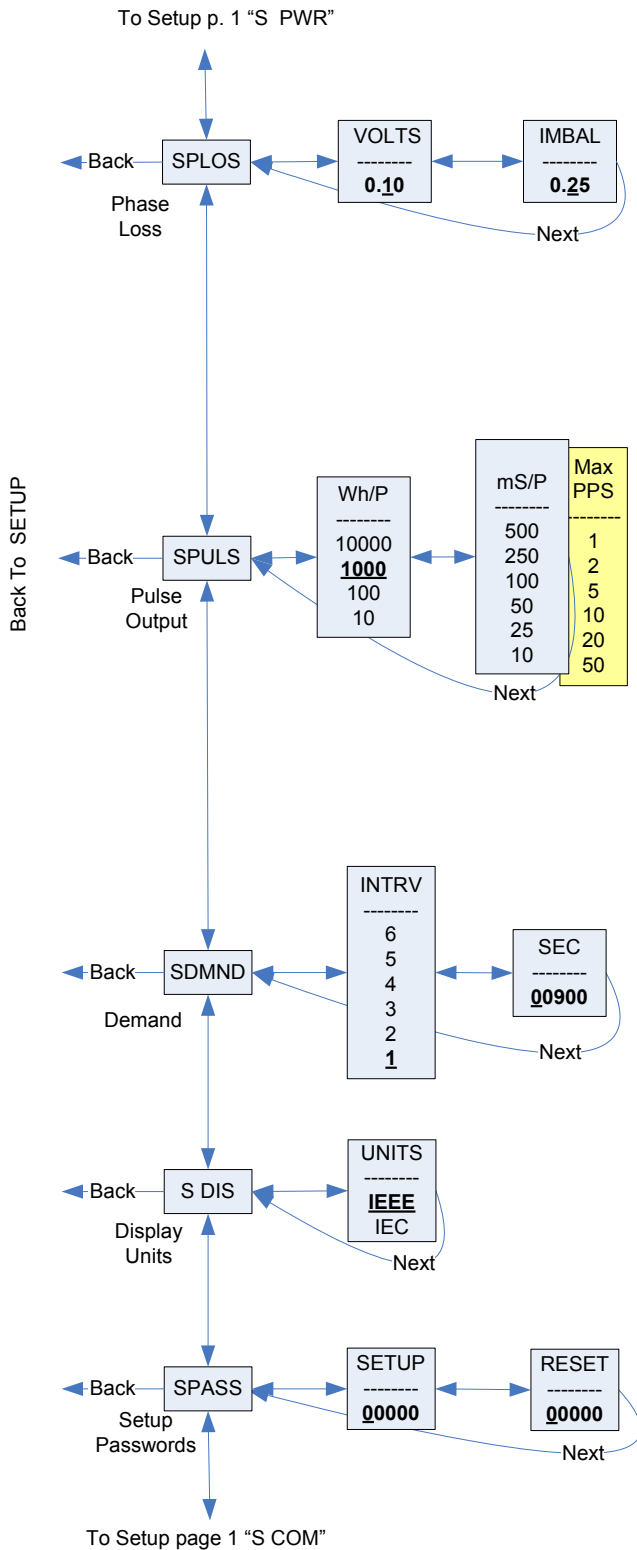 To Setup p. 1 “S PWR”
Back
SPLOS
Phase
Loss
VOLTS
--------
0.10
IMBAL
--------
0.25
Next
Back To SETUP
Back
SPULS
Pulse
Output
Wh/P
--------
10000
1000
100
10
mS/P
--------
500
250
100
50
25
10
Max
PPS
--------
1
2
5
10
20
50
Next
Back
SDMND
Demand
INTRV
--------
6
5
4
3
2
1
SEC
--------
00900
Next
Back
S DIS
Display
Units
UNITS
--------
IEEE
IEC
Next
Back
SPASS
Setup
Passwords
SETUP
--------
00000
RESET
--------
00000
Next
To Setup page 1 “S COM”